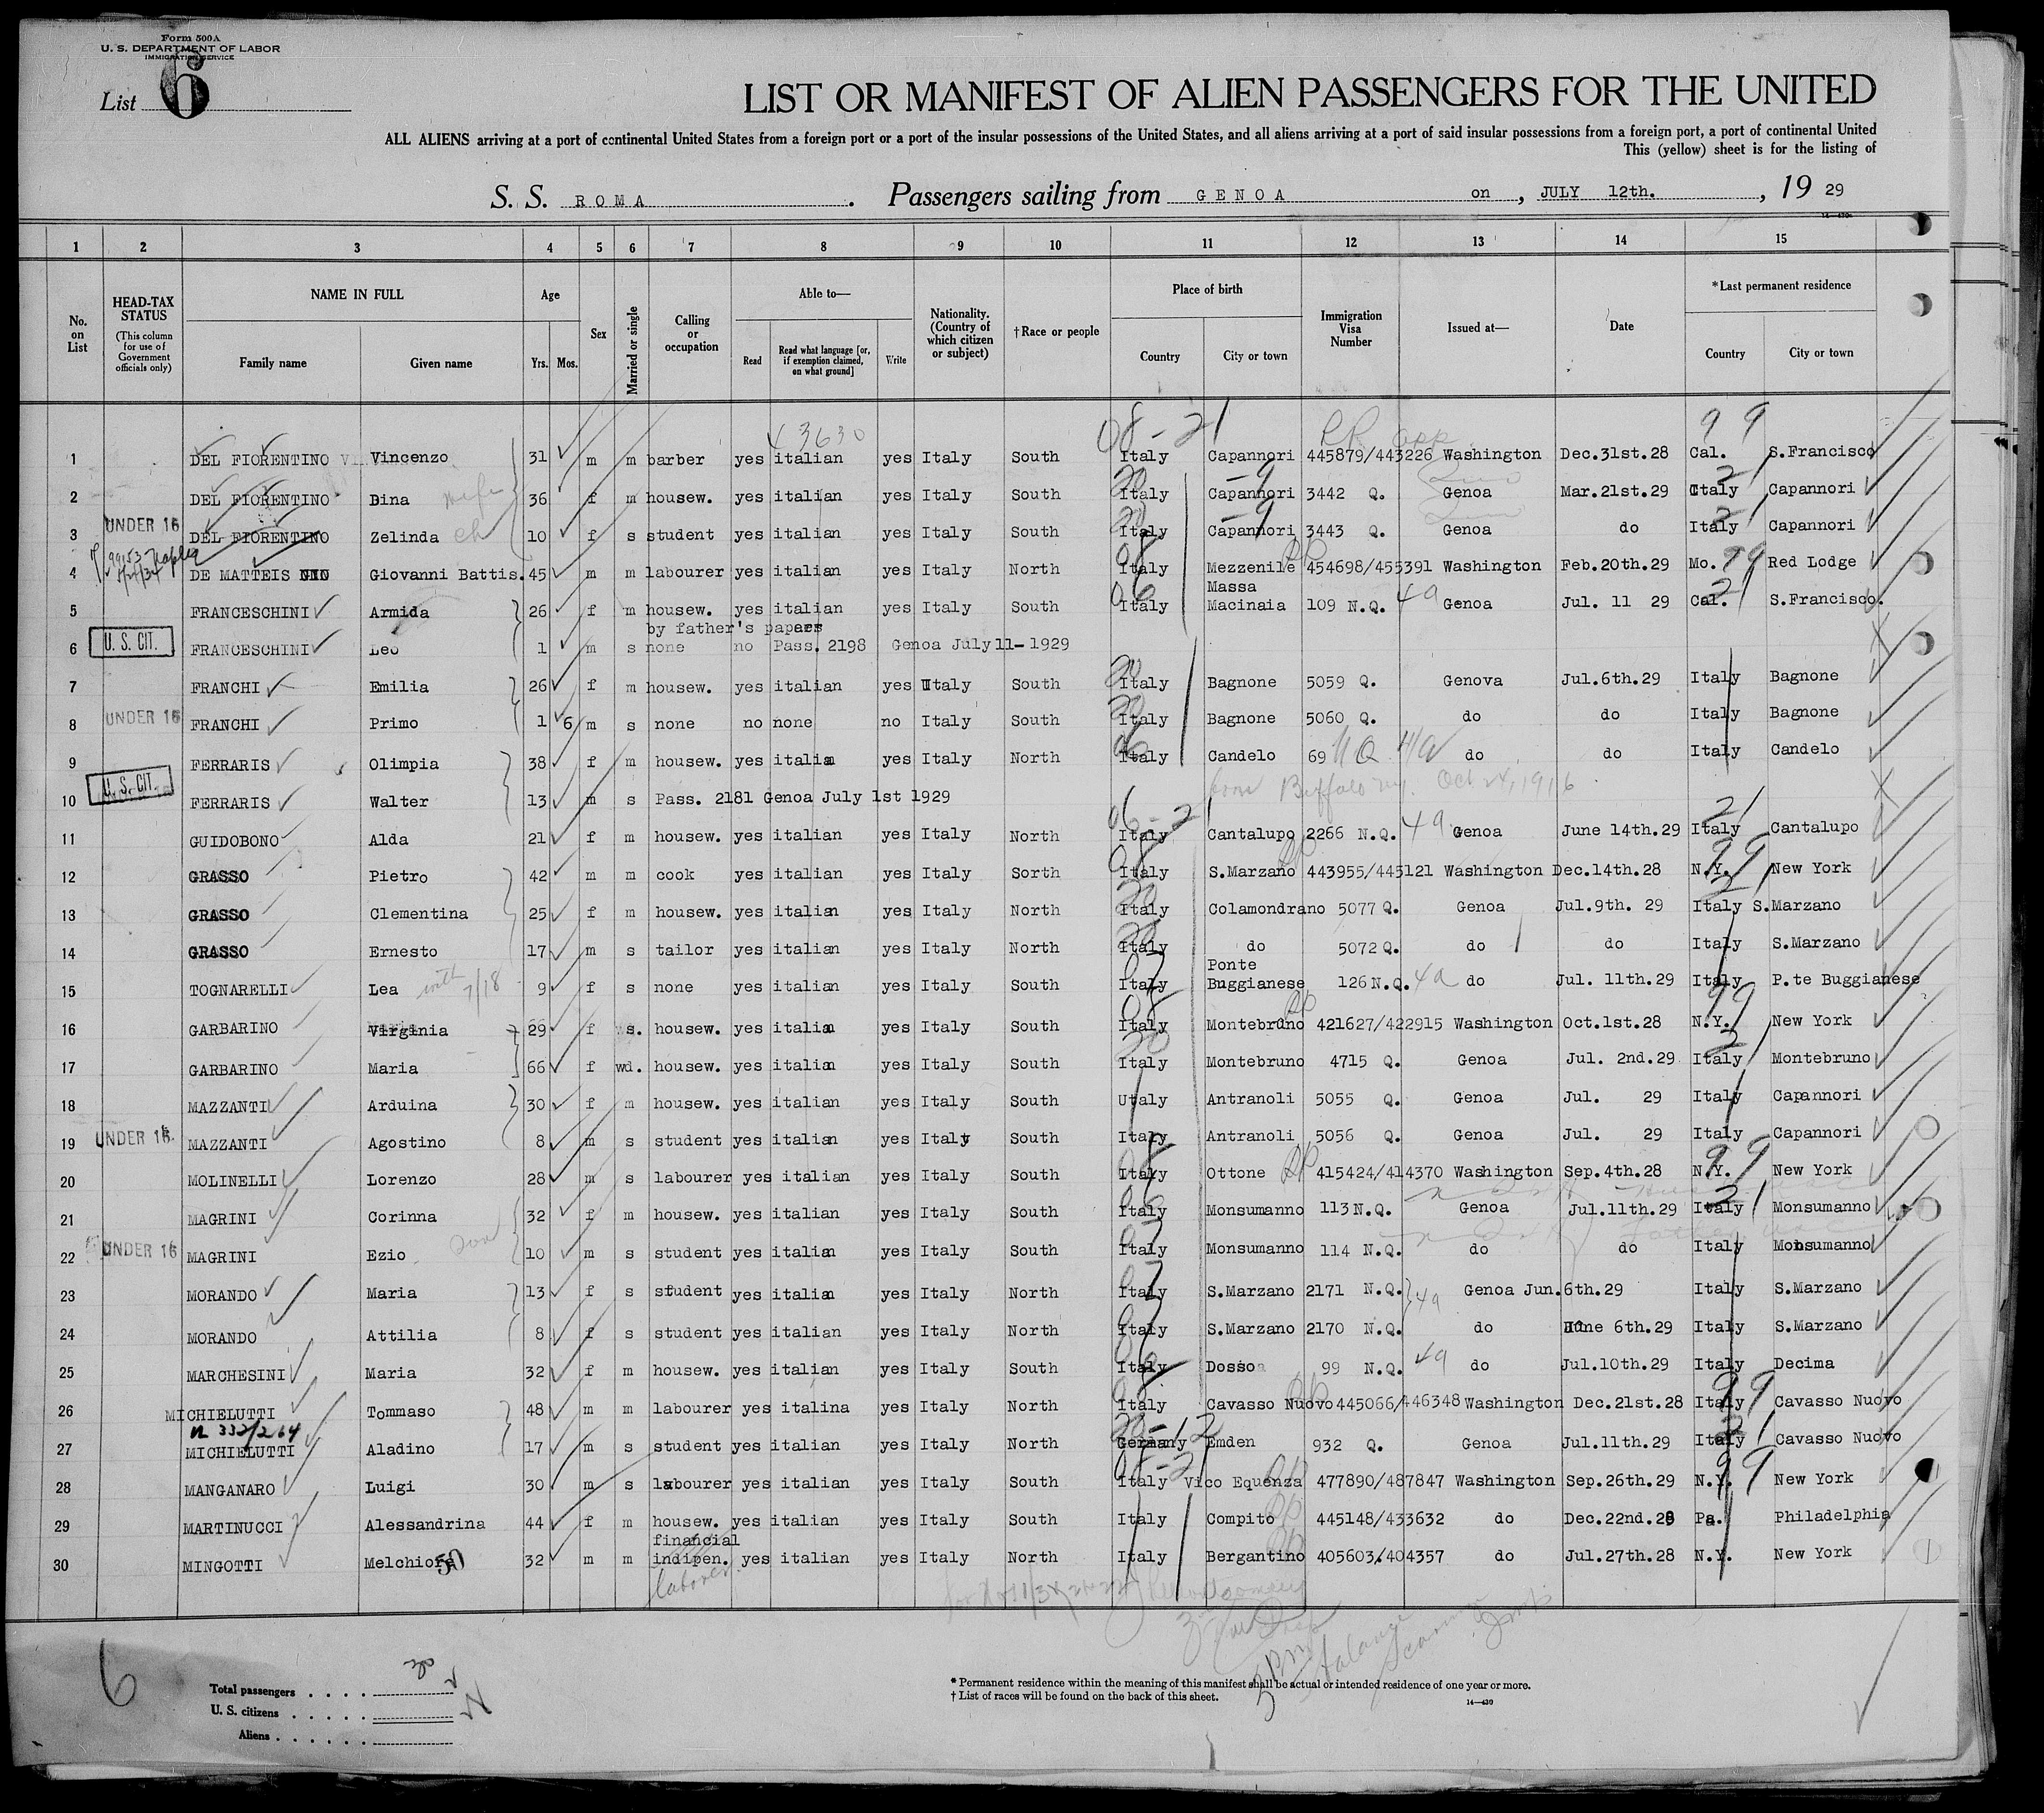 Form 500A
U. S. DEPARTMENT OF LABOR
IMMIGRATION SERVICE
List 6
LIST OR MANIFEST OF ALIEN PASSENGERS FOR THE UNITED
ALL ALIENS arriving at a port of continental United States from a foreign port or a port of the insular possessions of the United States, and all aliens arriving at a port of said insular possessions from a foreign port, a port of continental United
This (yellow) sheet is for the listing of
S. S. ROMA . Passengers sailing from GENOA on , JULY 12th. , 19 29
1 2 3 4 5 6 7 8 9 10 11 12 13 14 15
No. on List
HEAD-TAX STATUS (This column for use of Government officials only)
NAME IN FULL Family name Given name
Age Yrs. Mos.
Sex
Married or single
Calling or occupation
Able to— Read Read what language [or, if exemption claimed, on what ground] Write
Nationality. (Country of which citizen or subject)
†Race or people
Place of birth Country City or town
Immigration Visa Number
Issued at—
Date
*Last permanent residence Country City or town
43630 08-21 99
1 DEL FIORENTINO Vincenzo 31 m m barber yes italian yes Italy South Italy Capannori 445879/443226 Washington Dec.31st.28 Cal. S.Francisco
2 DEL FIORENTINO Bina wife 36 f m housew. yes italian yes Italy South Italy Capannori 3442 Q. Genoa Mar.21st.29 Italy Capannori
UNDER 16
3 DEL FIORENTINO Zelinda ch 10 f s student yes italian yes Italy South Italy Capannori 3443 Q. Genoa do Italy Capannori
4 DE MATTEIS Giovanni Battis. 45 m m labourer yes italian yes Italy North Italy Mezzenile 454698/455391 Washington Feb.20th.29 Mo. 99 Red Lodge
5 FRANCESCHINI Armida 26 f m housew. yes italian yes Italy South Italy Massa Macinaia 109 N.Q. 4a Genoa Jul. 11 29 Cal. S.Francisco.
by father's papers
U. S. CIT.
6 FRANCESCHINI Leo 1 m s none no Pass. 2198 Genoa July 11-1929
7 FRANCHI Emilia 26 f m housew. yes italian yes Italy South Italy Bagnone 5059 Q. Genova Jul.6th.29 Italy Bagnone
8 UNDER 16 FRANCHI Primo 1 6 m s none no none no Italy South Italy Bagnone 5060 Q. do do Italy Bagnone
9 FERRARIS Olimpia 38 f m housew. yes italian yes Italy North Italy Candelo 69 NQ 4a do do Italy Candelo
U. S. CIT. born Buffalo ny. Oct 24, 1916
10 FERRARIS Walter 13 m s Pass. 2181 Genoa July 1st 1929
11 GUIDOBONO Alda 21 f m housew. yes italian yes Italy North Italy Cantalupo 2266 N.Q. 4a Genoa June 14th.29 Italy Cantalupo
12 GRASSO Pietro 42 m m cook yes italian yes Italy Sorth Italy S.Marzano 443955/445121 Washington Dec.14th.28 N.Y. New York
13 GRASSO Clementina 25 f m housew. yes italian yes Italy North Italy Colamondrano 5077 Q. Genoa Jul.9th. 29 Italy S.Marzano
14 GRASSO Ernesto 17 m s tailor yes italian yes Italy North Italy do 5072 Q. do do Italy S.Marzano
15 TOGNARELLI Lea with 7/18 9 f s none yes italian yes Italy South Italy Ponte Buggianese 126 N.Q. 4a do Jul. 11th.29 Italy P.te Buggianese
16 GARBARINO Virginia 29 f s. housew. yes italian yes Italy South Italy Montebruno 421627/422915 Washington Oct.1st.28 N.Y. New York
17 GARBARINO Maria 66 f wd. housew. yes italian yes Italy South Italy Montebruno 4715 Q. Genoa Jul. 2nd.29 Italy Montebruno
18 MAZZANTI Arduina 30 f m housew. yes italian yes Italy South Utaly Antranoli 5055 Q. Genoa Jul. 29 Italy Capannori
19 UNDER 16. MAZZANTI Agostino 8 m s student yes italian yes Italy South Italy Antranoli 5056 Q. Genoa Jul. 29 Italy Capannori
20 MOLINELLI Lorenzo 28 m s labourer yes italian yes Italy South Italy Ottone 415424/414370 Washington Sep.4th.28 N.Y. New York
21 MAGRINI Corinna 32 f m housew. yes italian yes Italy South Italy Monsumanno 113 N.Q. Genoa Jul.11th.29 Italy Monsumanno
22 UNDER 16 MAGRINI Ezio son 10 m s student yes italian yes Italy South Italy Monsumanno 114 N.Q. do do Italy Monsumanno
23 MORANDO Maria 13 f s student yes italian yes Italy North Italy S.Marzano 2171 N.Q. 4a Genoa Jun.6th.29 Italy S.Marzano
24 MORANDO Attilia 8 f s student yes italian yes Italy North Italy S.Marzano 2170 N.Q. do June 6th.29 Italy S.Marzano
25 MARCHESINI Maria 32 f m housew. yes italian yes Italy South Italy Dosso 99 N.Q. 4a do Jul.10th.29 Italy Decima
26 MICHIELUTTI Tommaso 48 m m labourer yes italina yes Italy North Italy Cavasso Nuovo 445066/446348 Washington Dec.21st.28 Italy Cavasso Nuovo
27 MICHIELUTTI Aladino 17 m s student yes italian yes Italy North Germany Emden 932 Q. Genoa Jul.11th.29 Italy Cavasso Nuovo
28 MANGANARO Luigi 30 m s labourer yes italian yes Italy South Italy Vico Equenza 477890/487847 Washington Sep.26th.29 N.Y. New York
29 MARTINUCCI Alessandrina 44 f m housew. yes italian yes Italy South Italy Compito 445148/433632 do Dec.22nd.28 Pa. Philadelphia
financial
30 MINGOTTI Melchiore 50 32 m m indipen. yes italian yes Italy North Italy Bergantino 405603/404357 do Jul.27th.28 N.Y. New York
laborer.
6
Total passengers . . . .
U. S. citizens . . . . .
Aliens . . . . . .
* Permanent residence within the meaning of this manifest shall be actual or intended residence of one year or more.
† List of races will be found on the back of this sheet.
14—430